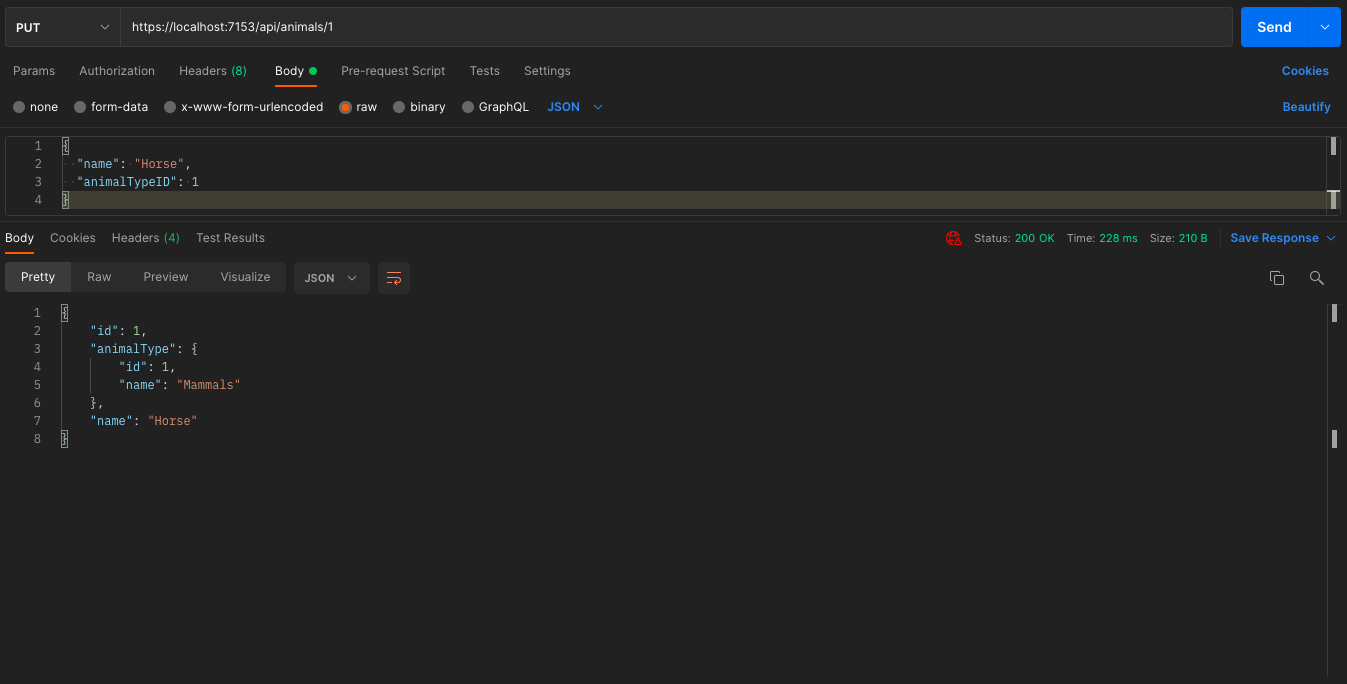 PUT https://localhost:7153/api/animals/1 Send
Params Authorization Headers (8) Body Pre-request Script Tests Settings Cookies
none form-data x-www-form-urlencoded raw binary GraphQL JSON Beautify
1 {
2 "name": "Horse",
3 "animalTypeID": 1
4 }
Body Cookies Headers (4) Test Results Status: 200 OK Time: 228 ms Size: 210 B Save Response
Pretty Raw Preview Visualize JSON
1 {
2 "id": 1,
3 "animalType": {
4 "id": 1,
5 "name": "Mammals"
6 },
7 "name": "Horse"
8 }